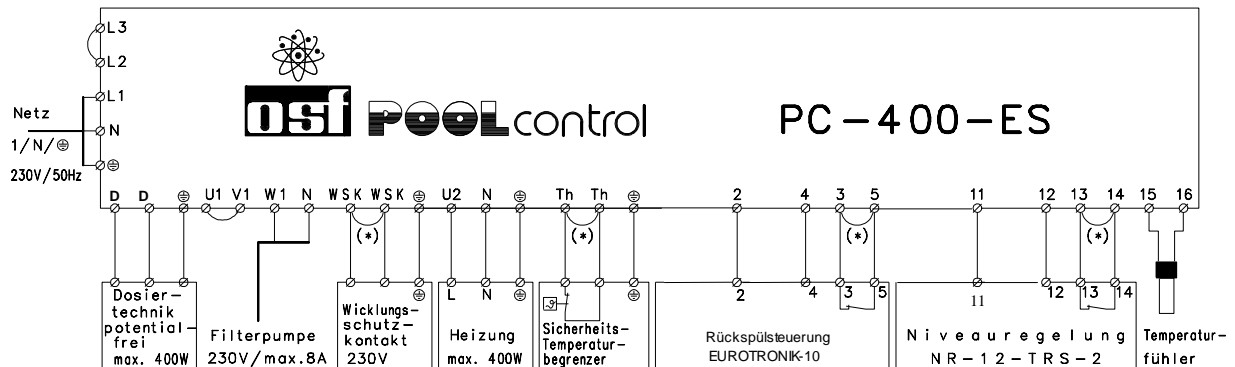 L3
L2
L1
Netz
N
1/N/⏚
⏚
230V/50Hz
osf POOLcontrol
PC-400-ES
D D ⏚ U1 V1 W1 N WSK WSK ⏚ U2 N ⏚ Th Th ⏚ 2 4 3 5 11 12 13 14 15 16
(*) (*) (*) (*)
⏚ L N ⏚ ⏚ 2 4 3 5 11 12 13 14
Dosier-
technik
potential-
frei
max. 400W
Filterpumpe
230V/max.8A
Wicklungs-
schutz-
kontakt
230V
Heizung
max. 400W
Sicherheits-
Temperatur-
begrenzer
Rückspülsteuerung
EUROTRONIK-10
Niveauregelung
NR-12-TRS-2
Temperatur-
fühler